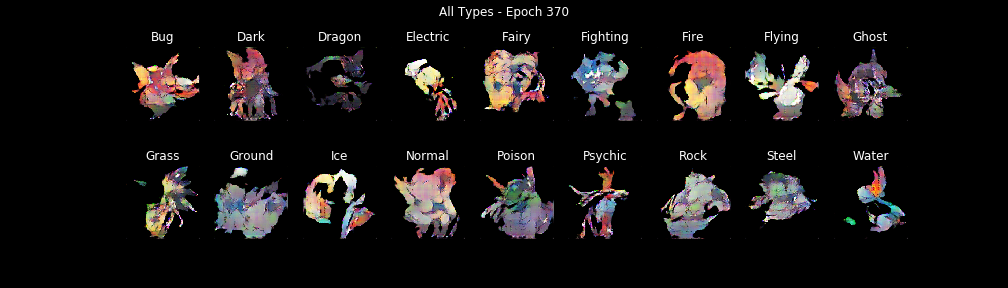 All Types - Epoch 370
Bug Dark Dragon Electric Fairy Fighting Fire Flying Ghost
Grass Ground Ice Normal Poison Psychic Rock Steel Water